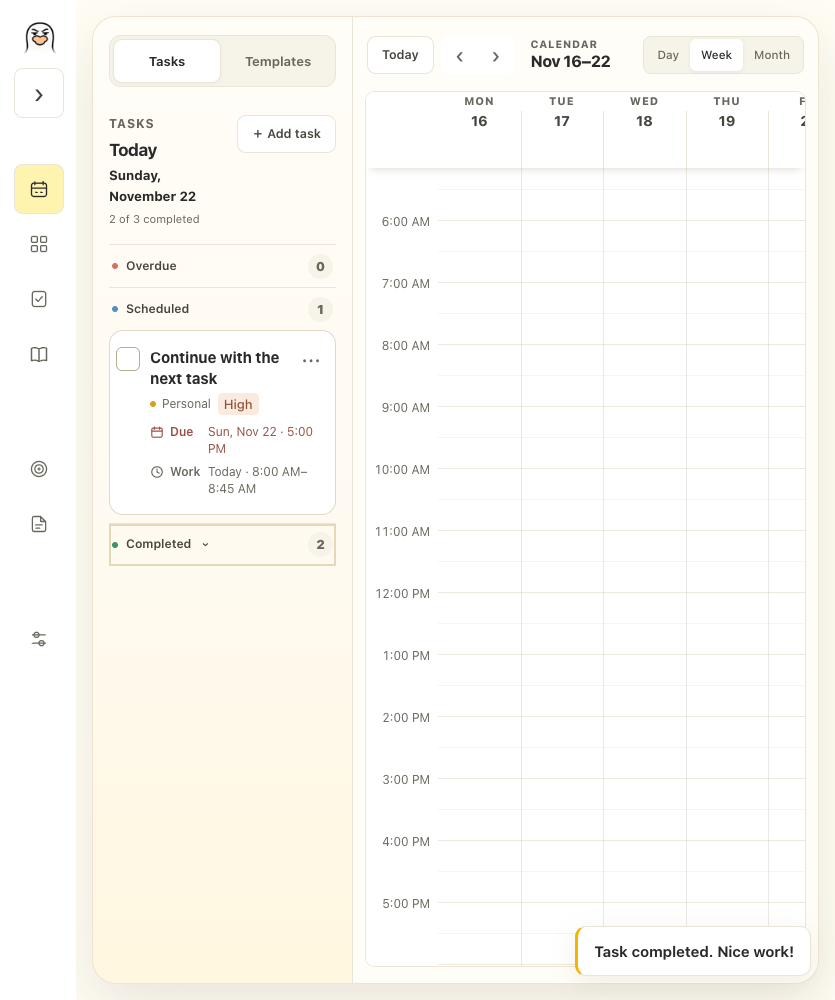 Tasks
Templates
TASKS
Today
Sunday,
November 22
2 of 3 completed
+ Add task
Overdue
0
Scheduled
1
Continue with the
next task
...
Personal
High
Due
Sun, Nov 22 · 5:00
PM
Work
Today · 8:00 AM–
8:45 AM
Completed
2
Today
CALENDAR
Nov 16–22
Day
Week
Month
MON
16
TUE
17
WED
18
THU
19
6:00 AM
7:00 AM
8:00 AM
9:00 AM
10:00 AM
11:00 AM
12:00 PM
1:00 PM
2:00 PM
3:00 PM
4:00 PM
5:00 PM
Task completed. Nice work!